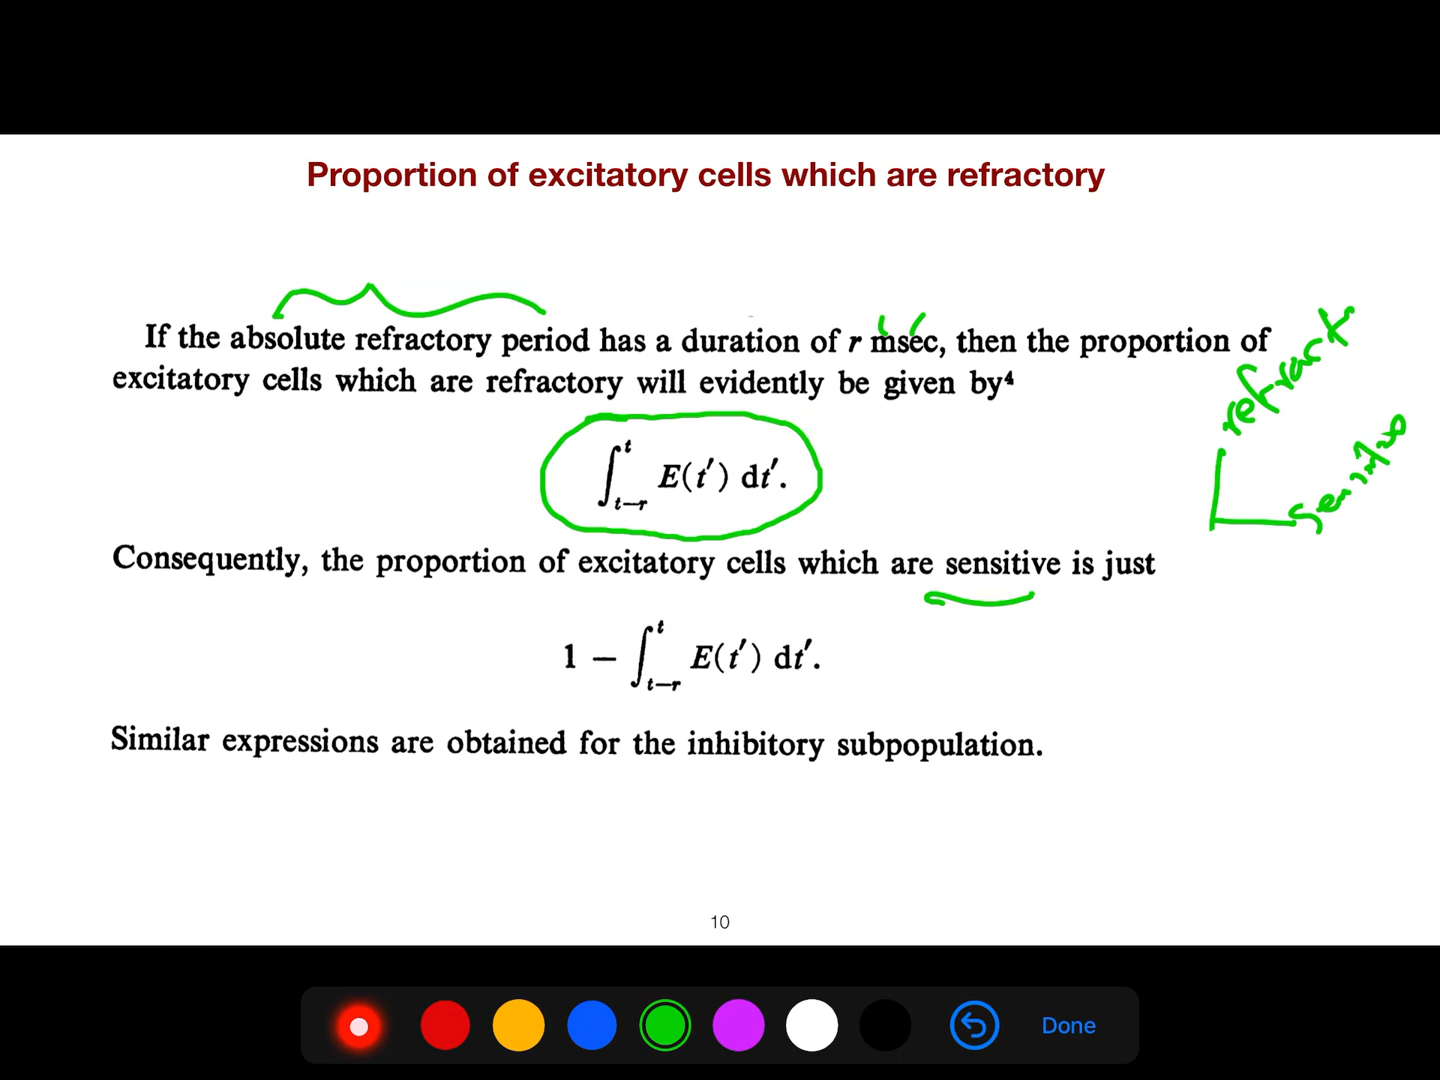 Proportion of excitatory cells which are refractory
If the absolute refractory period has a duration of r msec, then the proportion of
excitatory cells which are refractory will evidently be given by⁴
∫_{t−r}^{t} E(t′) dt′.
refract
Consequently, the proportion of excitatory cells which are sensitive is just
1 − ∫_{t−r}^{t} E(t′) dt′.
Similar expressions are obtained for the inhibitory subpopulation.
10
Done